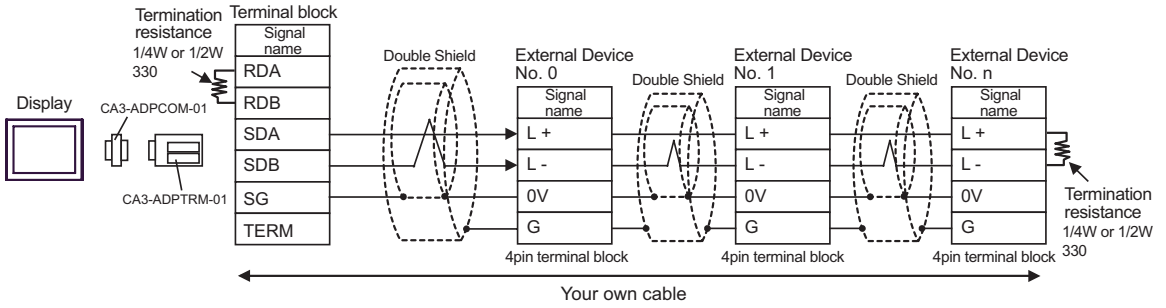 Termination
resistance
1/4W or 1/2W
330
Terminal block
Signal
name
RDA
RDB
SDA
SDB
SG
TERM
Display
CA3-ADPCOM-01
CA3-ADPTRM-01
Double Shield
External Device
No. 0
Signal
name
L +
L -
0V
G
4pin terminal block
Double Shield
External Device
No. 1
Signal
name
L +
L -
0V
G
4pin terminal block
Double Shield
External Device
No. n
Signal
name
L +
L -
0V
G
4pin terminal block
Termination
resistance
1/4W or 1/2W
330
Your own cable